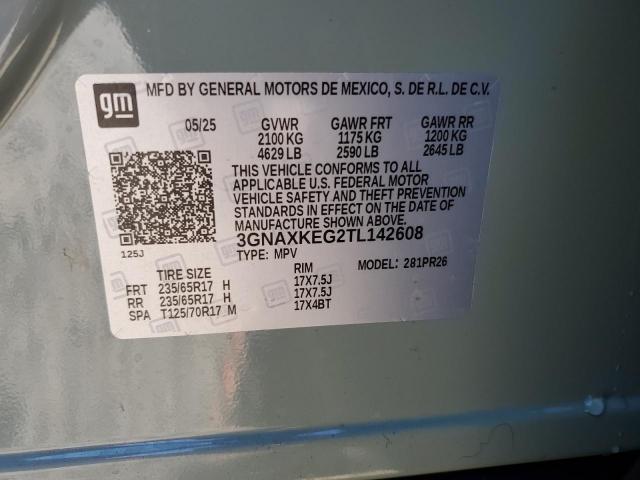 gm
MFD BY GENERAL MOTORS DE MEXICO, S. DE R.L. DE C.V.
05/25 GVWR GAWR FRT GAWR RR
2100 KG 1175 KG 1200 KG
4629 LB 2590 LB 2645 LB
THIS VEHICLE CONFORMS TO ALL
APPLICABLE U.S. FEDERAL MOTOR
VEHICLE SAFETY AND THEFT PREVENTION
STANDARDS IN EFFECT ON THE DATE OF
MANUFACTURE SHOWN ABOVE.
125J
3GNAXKEG2TL142608
TYPE: MPV MODEL: 281PR26
TIRE SIZE RIM
FRT 235/65R17 H 17X7.5J
RR 235/65R17 H 17X7.5J
SPA T125/70R17 M 17X4BT